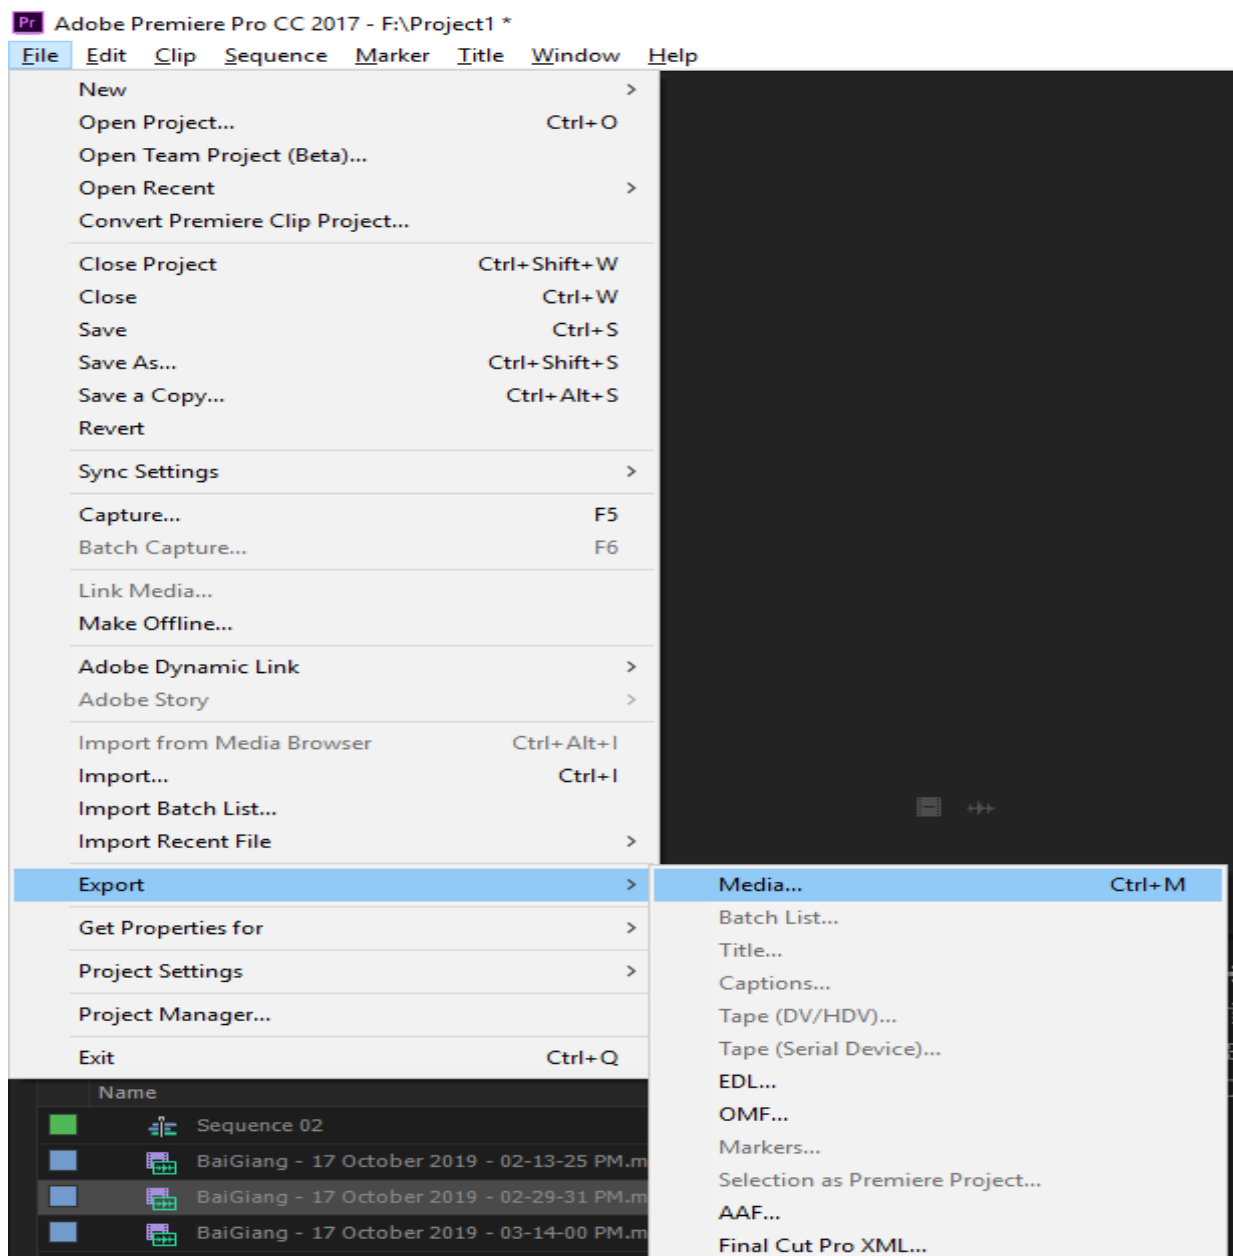 Pr Adobe Premiere Pro CC 2017 - F:\Project1 *
File Edit Clip Sequence Marker Title Window Help
New >
Open Project... Ctrl+O
Open Team Project (Beta)...
Open Recent >
Convert Premiere Clip Project...
Close Project Ctrl+Shift+W
Close Ctrl+W
Save Ctrl+S
Save As... Ctrl+Shift+S
Save a Copy... Ctrl+Alt+S
Revert
Sync Settings >
Capture... F5
Batch Capture... F6
Link Media...
Make Offline...
Adobe Dynamic Link >
Adobe Story >
Import from Media Browser Ctrl+Alt+I
Import... Ctrl+I
Import Batch List...
Import Recent File >
Export >
Get Properties for >
Project Settings >
Project Manager...
Exit Ctrl+Q
Media... Ctrl+M
Batch List...
Title...
Captions...
Tape (DV/HDV)...
Tape (Serial Device)...
EDL...
OMF...
Markers...
Selection as Premiere Project...
AAF...
Final Cut Pro XML...
Name
Sequence 02
BaiGiang - 17 October 2019 - 02-13-25 PM.m
BaiGiang - 17 October 2019 - 02-29-31 PM.m
BaiGiang - 17 October 2019 - 03-14-00 PM.m